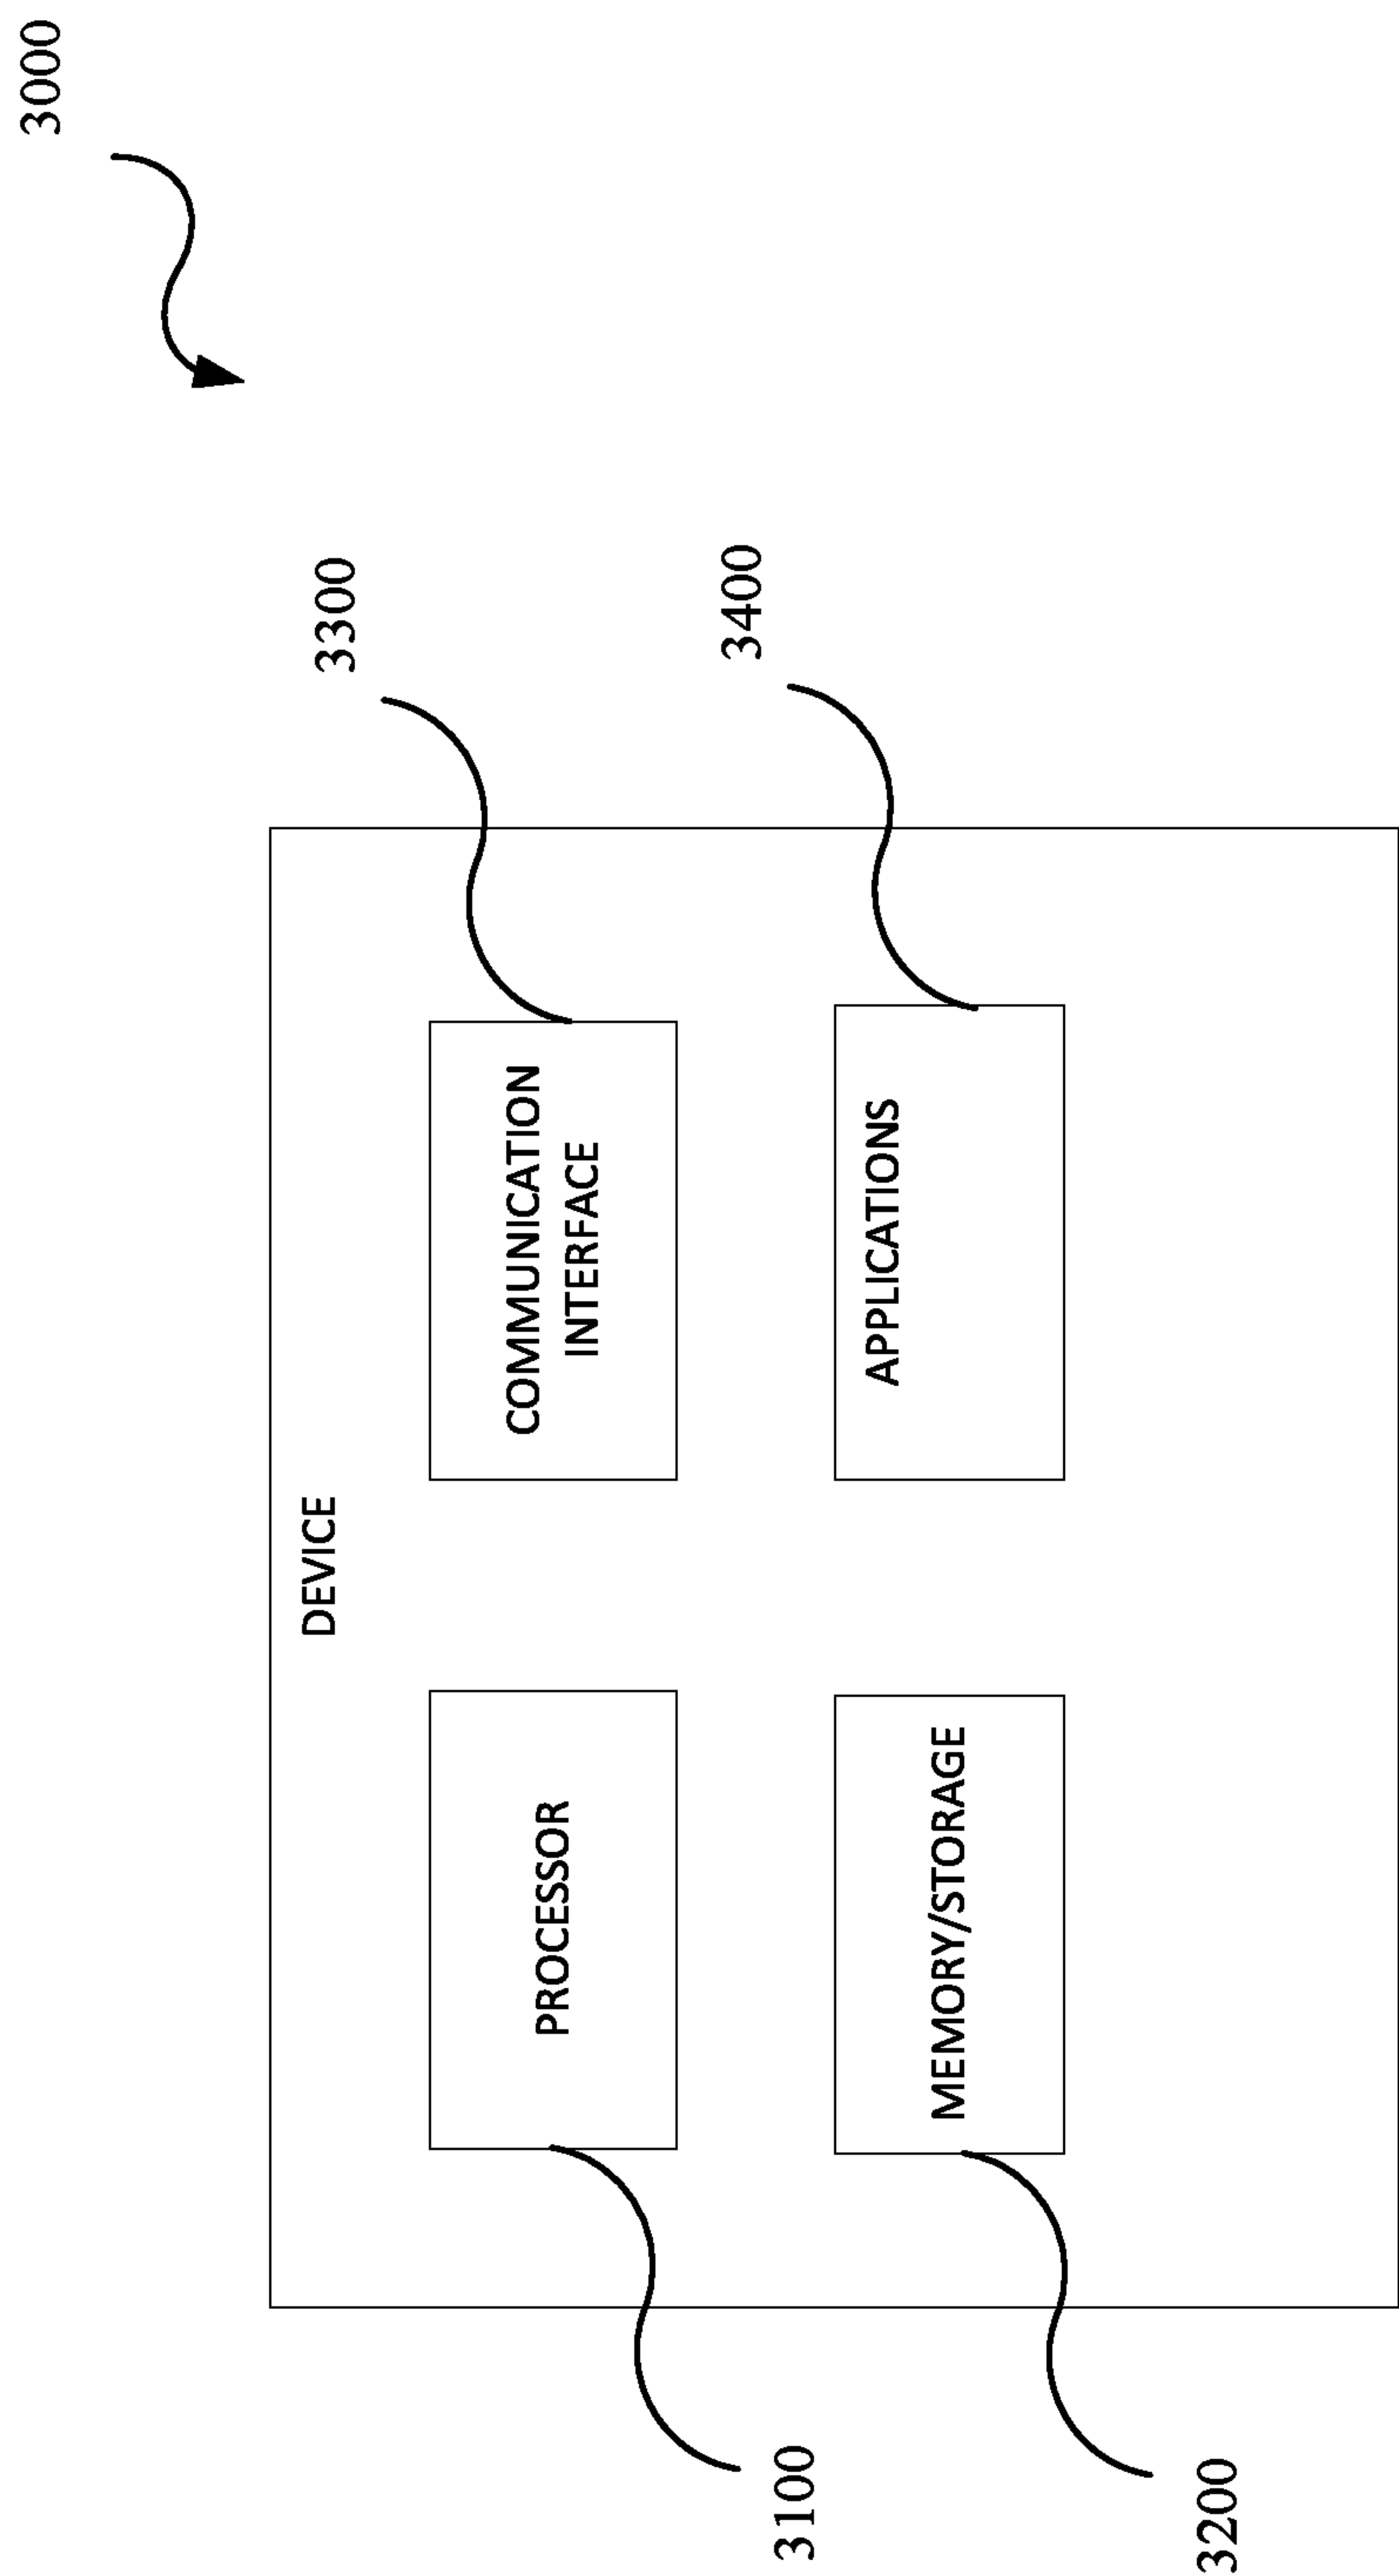 3000
DEVICE
3300
PROCESSOR
COMMUNICATION
INTERFACE
3100
3400
MEMORY/STORAGE
APPLICATIONS
3200